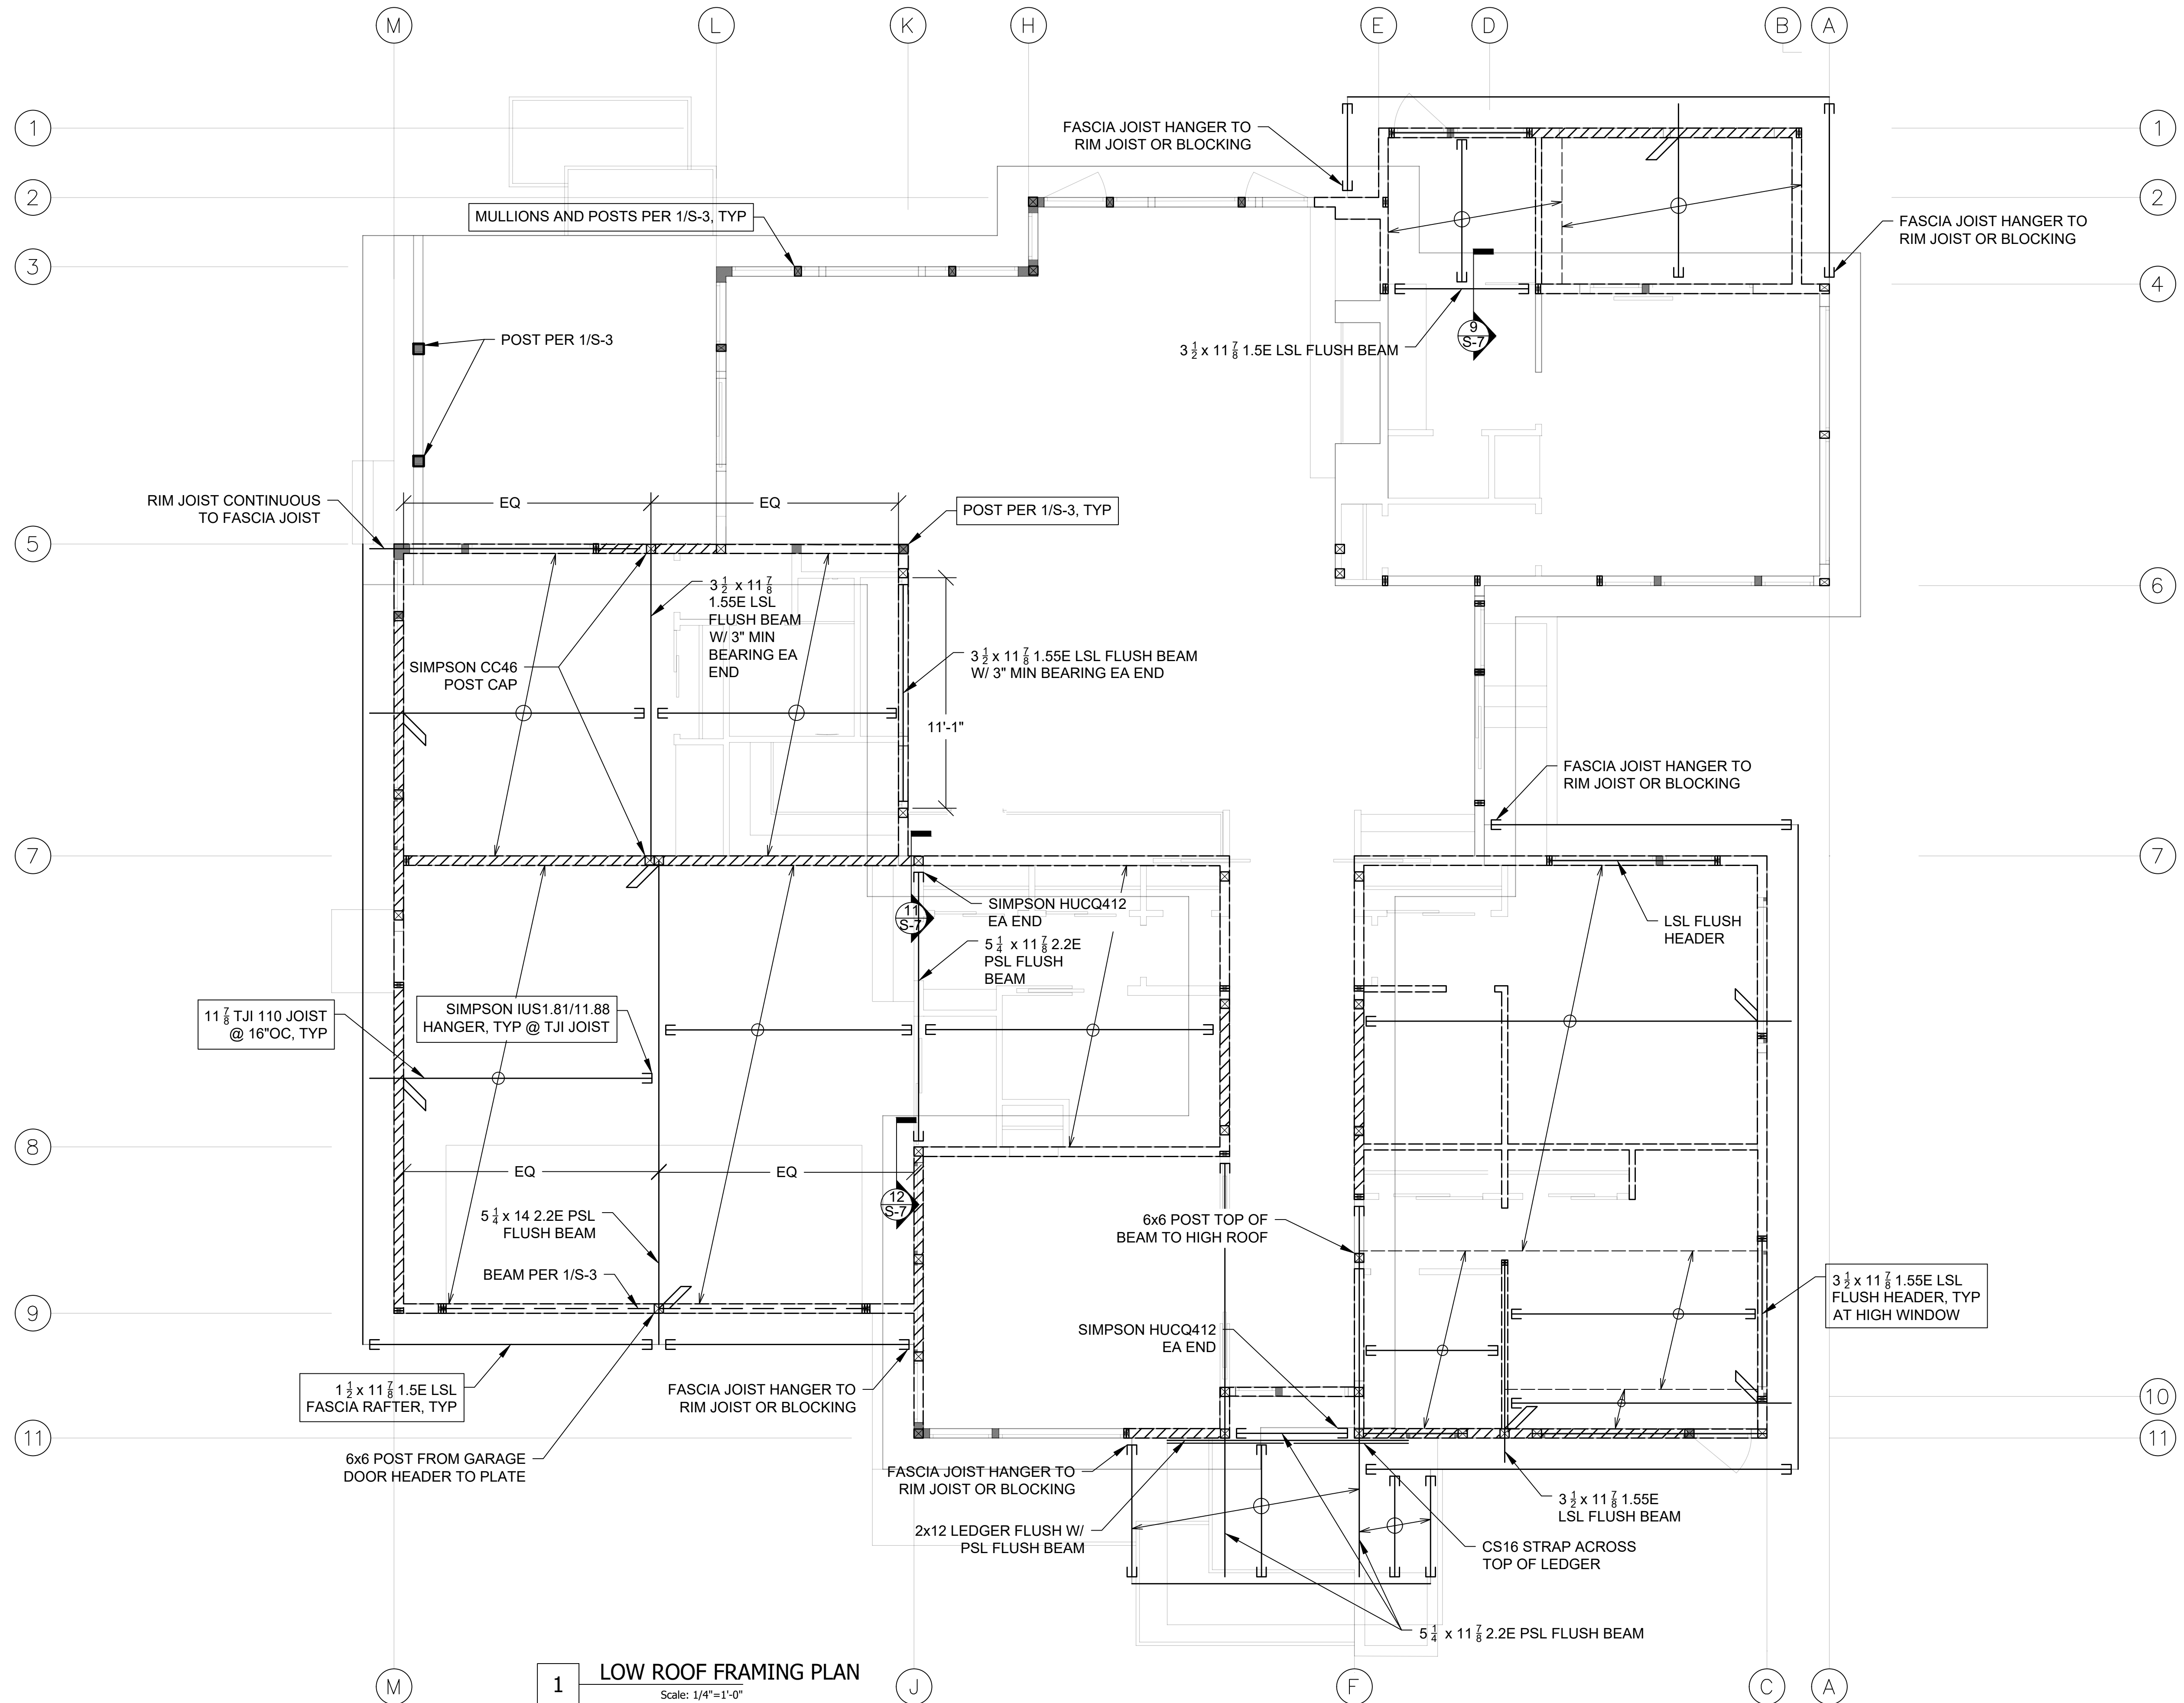 M
L
K
H
E
D
B
A
1
1
FASCIA JOIST HANGER TO
RIM JOIST OR BLOCKING
2
2
MULLIONS AND POSTS PER 1/S-3, TYP
FASCIA JOIST HANGER TO
RIM JOIST OR BLOCKING
3
4
POST PER 1/S-3
9
S-7
3 1/2 x 11 7/8 1.5E LSL FLUSH BEAM
RIM JOIST CONTINUOUS
TO FASCIA JOIST
EQ
EQ
POST PER 1/S-3, TYP
5
6
3 1/2 x 11 7/8
1.55E LSL
FLUSH BEAM
W/ 3" MIN
BEARING EA
END
SIMPSON CC46
POST CAP
3 1/2 x 11 7/8 1.55E LSL FLUSH BEAM
W/ 3" MIN BEARING EA END
11'-1"
FASCIA JOIST HANGER TO
RIM JOIST OR BLOCKING
7
7
11
S-7
SIMPSON HUCQ412
EA END
LSL FLUSH
HEADER
5 1/4 x 11 7/8 2.2E
PSL FLUSH
BEAM
11 7/8 TJI 110 JOIST
@ 16"OC, TYP
SIMPSON IUS1.81/11.88
HANGER, TYP @ TJI JOIST
8
8
EQ
EQ
12
S-7
5 1/4 x 14 2.2E PSL
FLUSH BEAM
6x6 POST TOP OF
BEAM TO HIGH ROOF
BEAM PER 1/S-3
9
9
3 1/2 x 11 7/8 1.55E LSL
FLUSH HEADER, TYP
AT HIGH WINDOW
SIMPSON HUCQ412
EA END
1 1/2 x 11 7/8 1.5E LSL
FASCIA RAFTER, TYP
FASCIA JOIST HANGER TO
RIM JOIST OR BLOCKING
10
11
11
6x6 POST FROM GARAGE
DOOR HEADER TO PLATE
FASCIA JOIST HANGER TO
RIM JOIST OR BLOCKING
3 1/2 x 11 7/8 1.55E
LSL FLUSH BEAM
2x12 LEDGER FLUSH W/
PSL FLUSH BEAM
CS16 STRAP ACROSS
TOP OF LEDGER
5 1/4 x 11 7/8 2.2E PSL FLUSH BEAM
1
LOW ROOF FRAMING PLAN
Scale: 1/4"=1'-0"
M
J
F
C
A